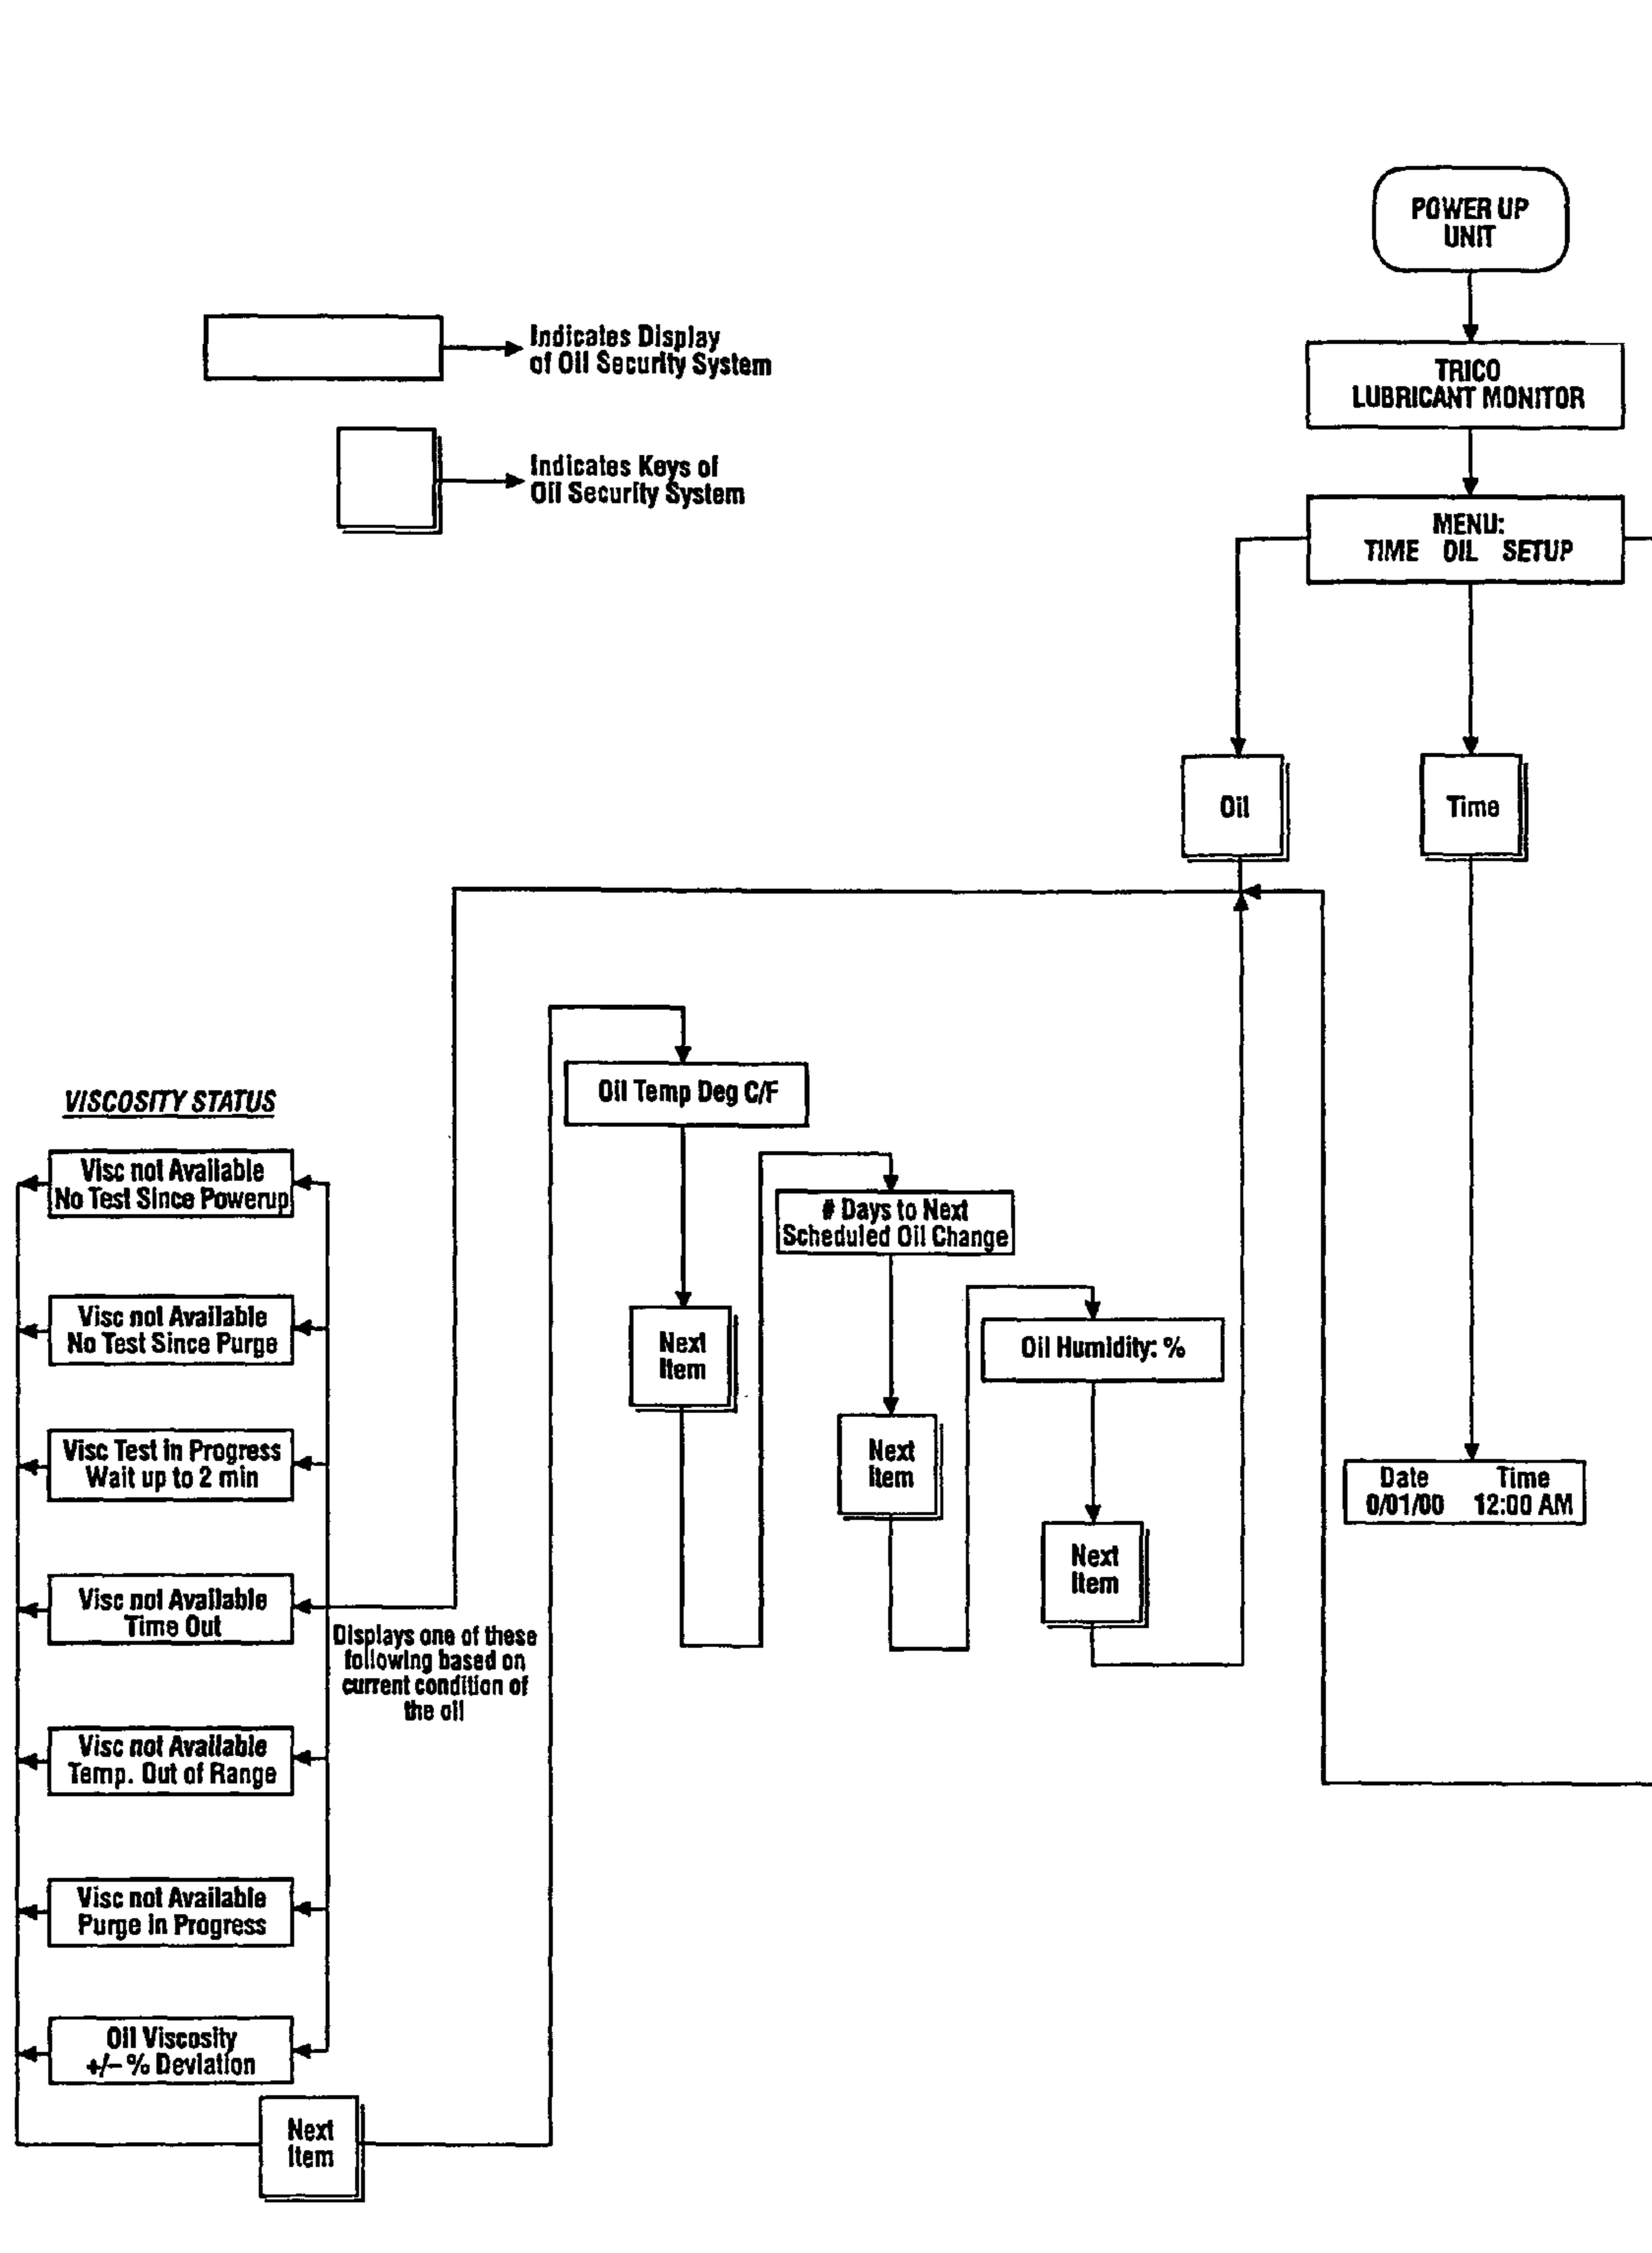 POWER UP
UNIT
Indicates Display
of Oil Security System
TRICO
LUBRICANT MONITOR
Indicates Keys of
Oil Security System
MENU:
TIME OIL SETUP
Oil
Time
VISCOSITY STATUS
Visc not Available
No Test Since Powerup
Visc not Available
No Test Since Purge
Visc Test in Progress
Wait up to 2 min
Visc not Available
Time Out
Displays one of these
following based on
current condition of
the oil
Visc not Available
Temp. Out of Range
Visc not Available
Purge in Progress
Oil Viscosity
+/- % Deviation
Next
Item
Oil Temp Deg C/F
Next
Item
# Days to Next
Scheduled Oil Change
Next
Item
Oil Humidity: %
Next
Item
Date Time
0/01/00 12:00 AM